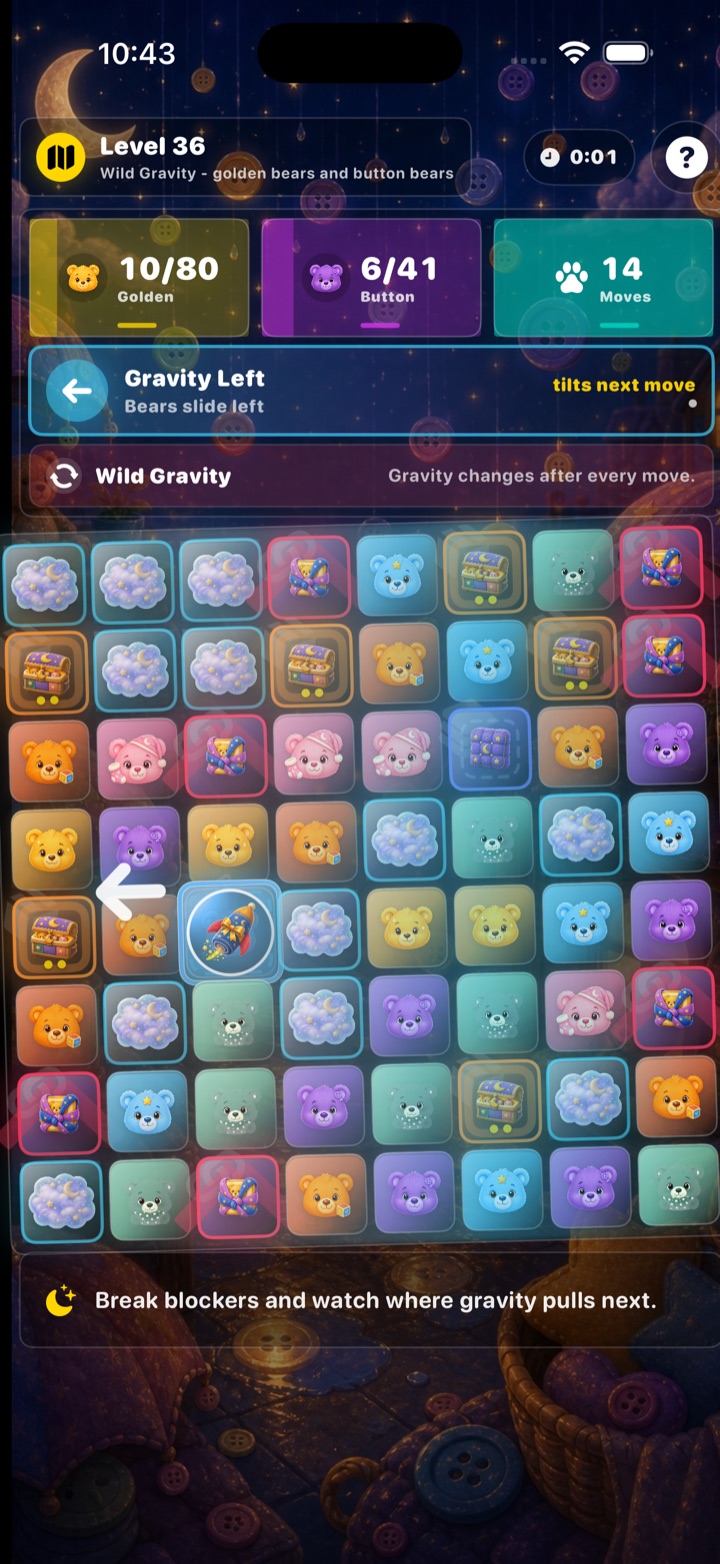 10:43
Level 36
Wild Gravity - golden bears and button bears
0:01
?
10/80
Golden
6/41
Button
14
Moves
Gravity Left
Bears slide left
tilts next move
Wild Gravity
Gravity changes after every move.
Break blockers and watch where gravity pulls next.